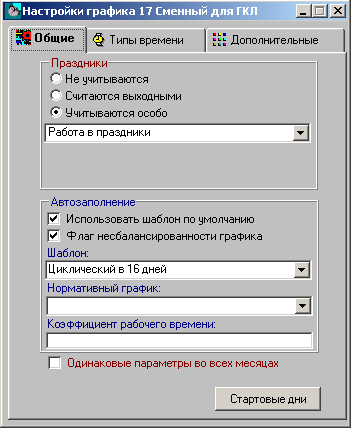 Настройки графика 17 Сменный для ГКЛ
Общие Типы времени Дополнительные
Праздники
Не учитываются
Считаются выходными
Учитываются особо
Работа в праздники
Автозаполнение
Использовать шаблон по умолчанию
Флаг несбалансированности графика
Шаблон:
Циклический в 16 дней
Нормативный график:
Коэффициент рабочего времени:
Одинаковые параметры во всех месяцах
Стартовые дни